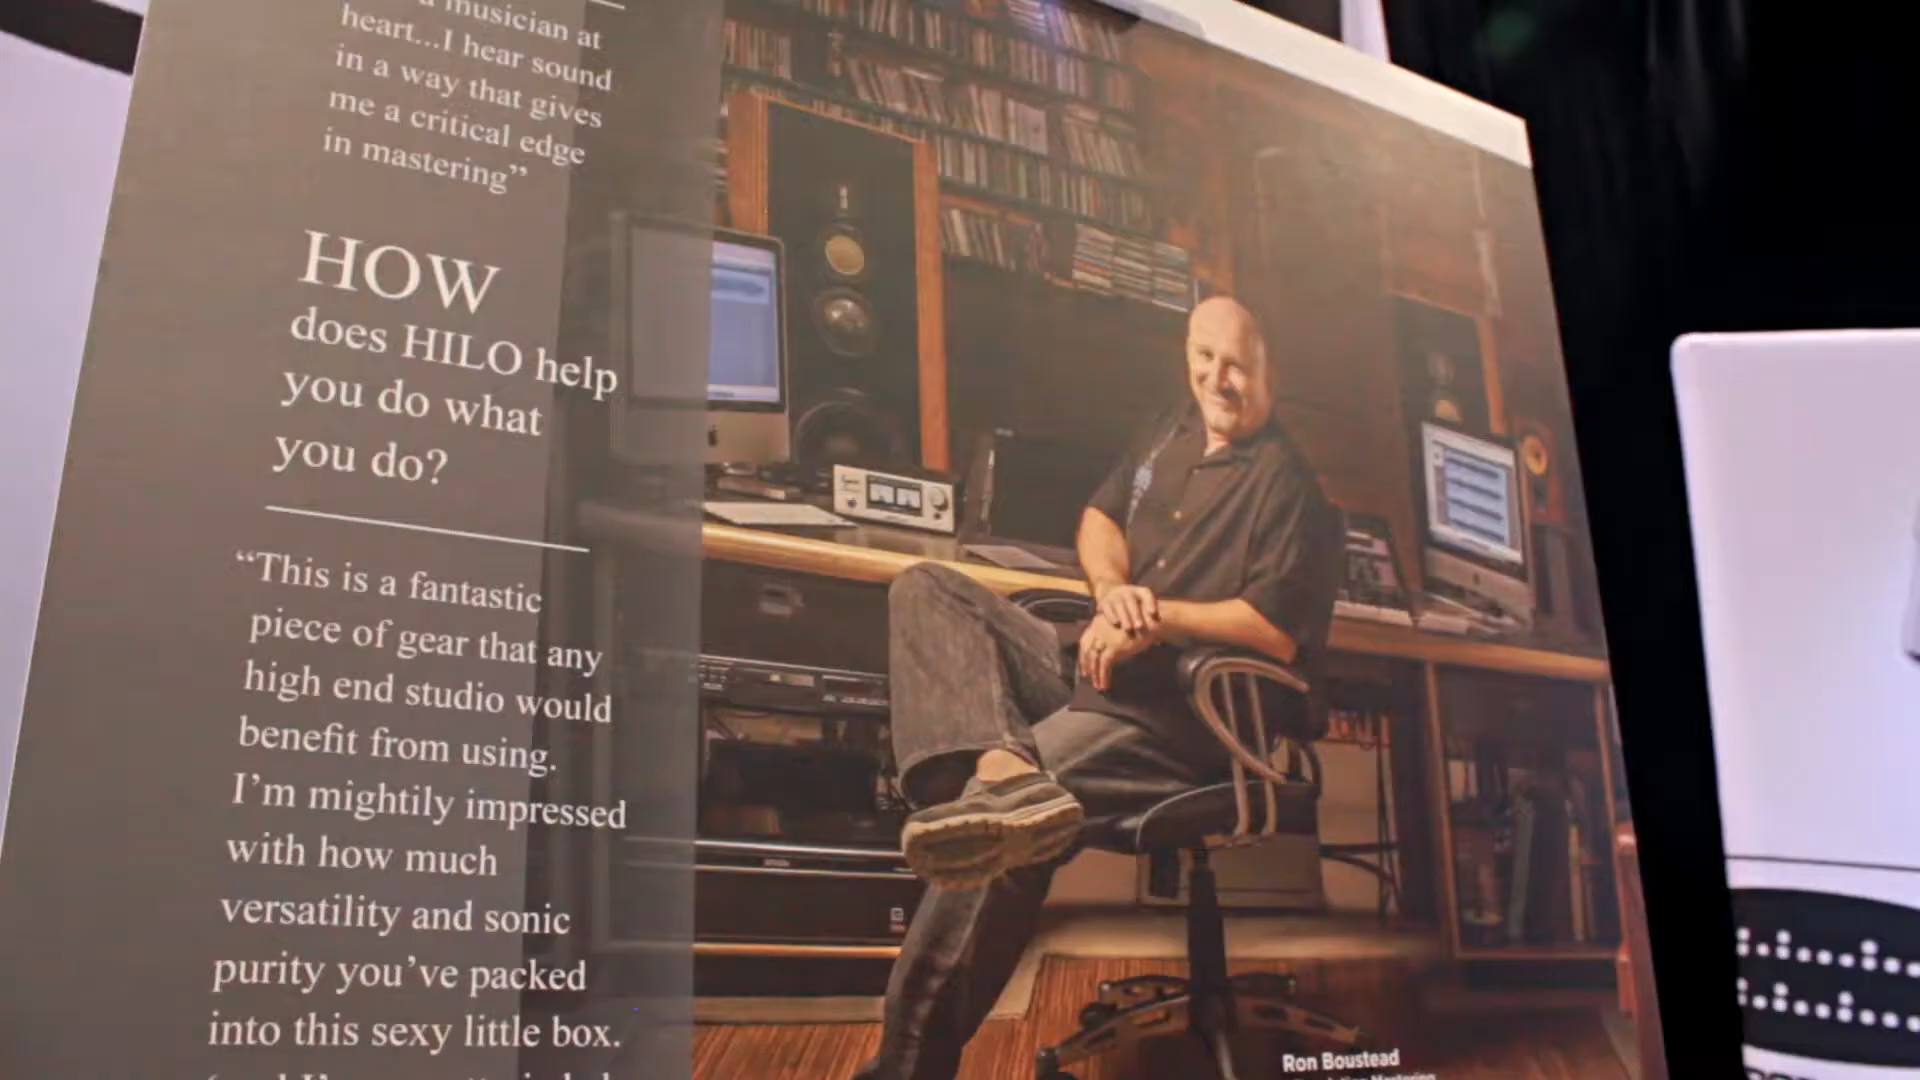 musician at
heart...I hear sound
in a way that gives
me a critical edge
in mastering”
HOW
does HILO help
you do what
you do?
“This is a fantastic
piece of gear that any
high end studio would
benefit from using.
I’m mightily impressed
with how much
versatility and sonic
purity you’ve packed
into this sexy little box.
Ron Boustead
Mastering